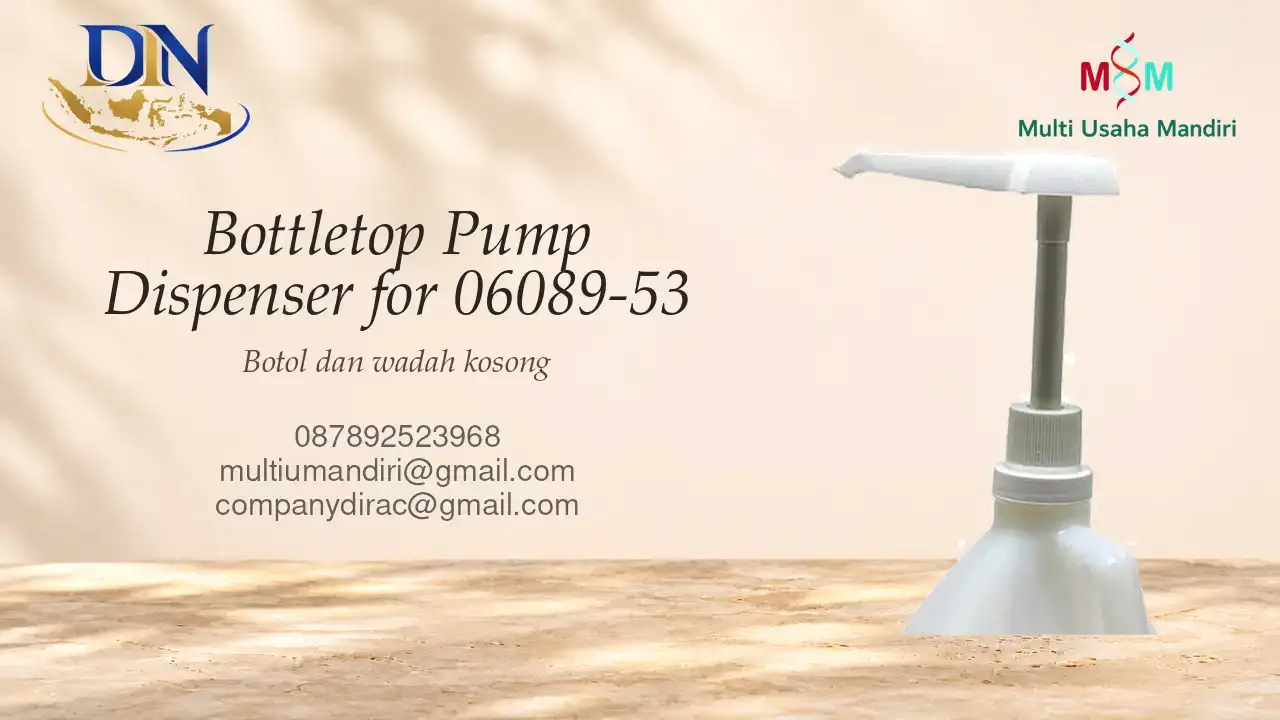 DN
MSM
Multi Usaha Mandiri
Bottletop Pump
Dispenser for 06089-53
Botol dan wadah kosong
087892523968
multiumandiri@gmail.com
companydirac@gmail.com